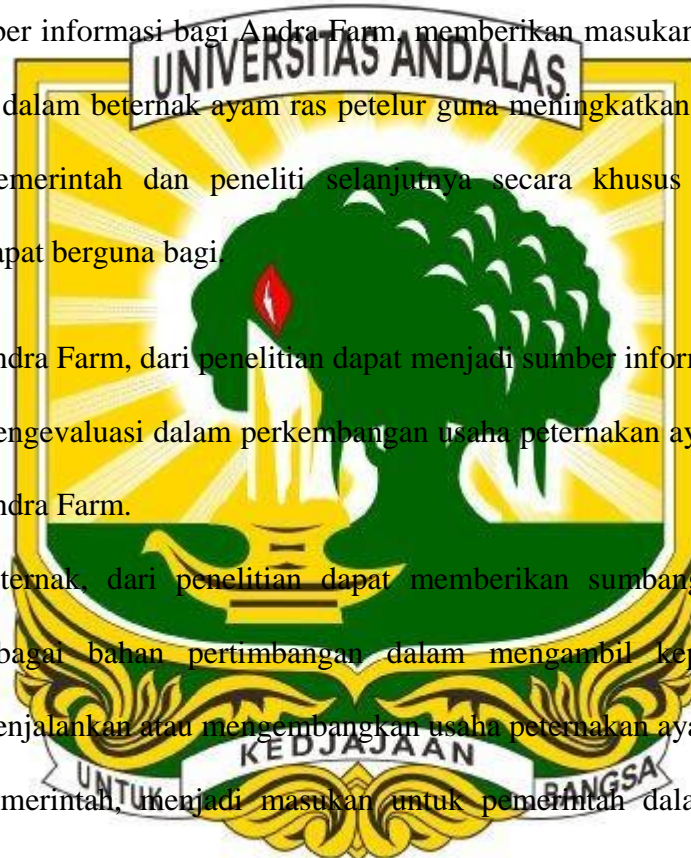 ber informasi bagi Andra Farm, memberikan masukan
UNIVERSITAS ANDALAS
dalam beternak ayam ras petelur guna meningkatkan
emerintah dan peneliti selanjutnya secara khusus
apat berguna bagi.
ndra Farm, dari penelitian dapat menjadi sumber infor
engevaluasi dalam perkembangan usaha peternakan ay
ndra Farm.
ternak, dari penelitian dapat memberikan sumbang
bagai bahan pertimbangan dalam mengambil kep
enjalankan atau mengembangkan usaha peternakan aya
UNTUK KEDJAJAAN BANGSA
merintah, menjadi masukan untuk pemerintah dala